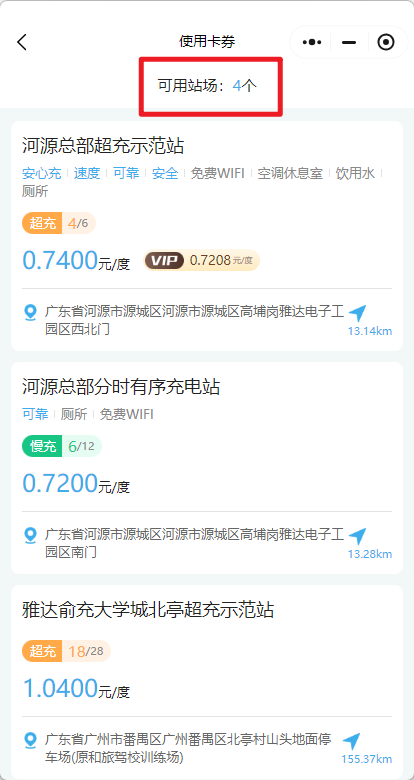 使用卡券
可用站场：4个
河源总部超充示范站
安心充 速度 可靠 安全 免费WIFI 空调休息室 饮用水
厕所
超充 4/6
0.7400元/度 VIP 0.7208元/度
广东省河源市源城区河源市源城区高埔岗雅达电子工
园区西北门
13.14km
河源总部分时有序充电站
可靠 厕所 免费WIFI
慢充 6/12
0.7200元/度
广东省河源市源城区河源市源城区高埔岗雅达电子工
园区南门
13.28km
雅达俞充大学城北亭超充示范站
超充 18/28
1.0400元/度
广东省广州市番禺区广州番禺区北亭村山头地面停
车场(原和旅驾校训练场)
155.37km